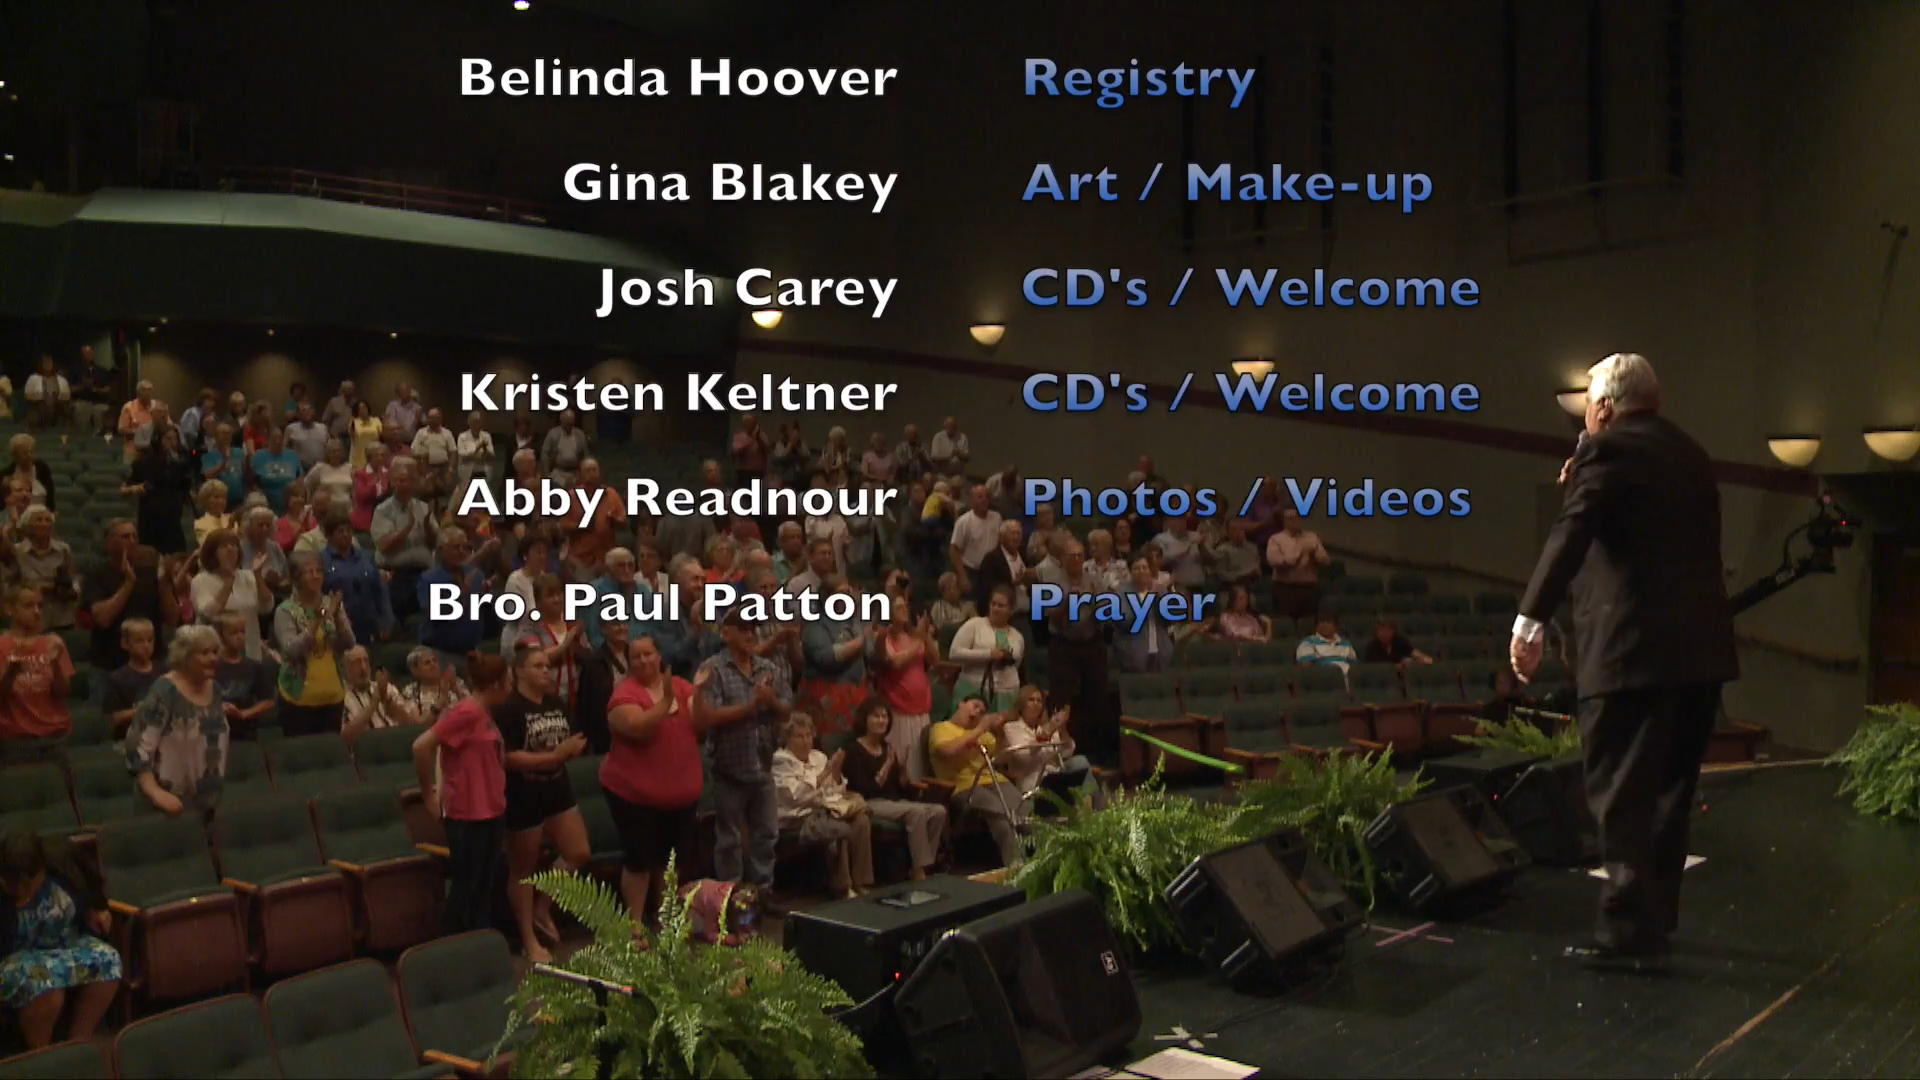 Belinda Hoover Registry
Gina Blakey Art / Make-up
Josh Carey CD's / Welcome
Kristen Keltner CD's / Welcome
Abby Readnour Photos / Videos
Bro. Paul Patton Prayer